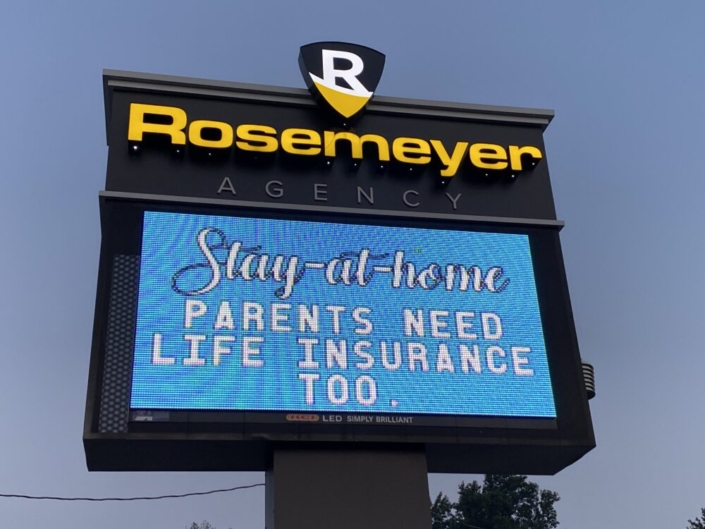 R
Rosemeyer
AGENCY
Stay-at-home
PARENTS NEED
LIFE INSURANCE
TOO.
LED SIMPLY BRILLIANT